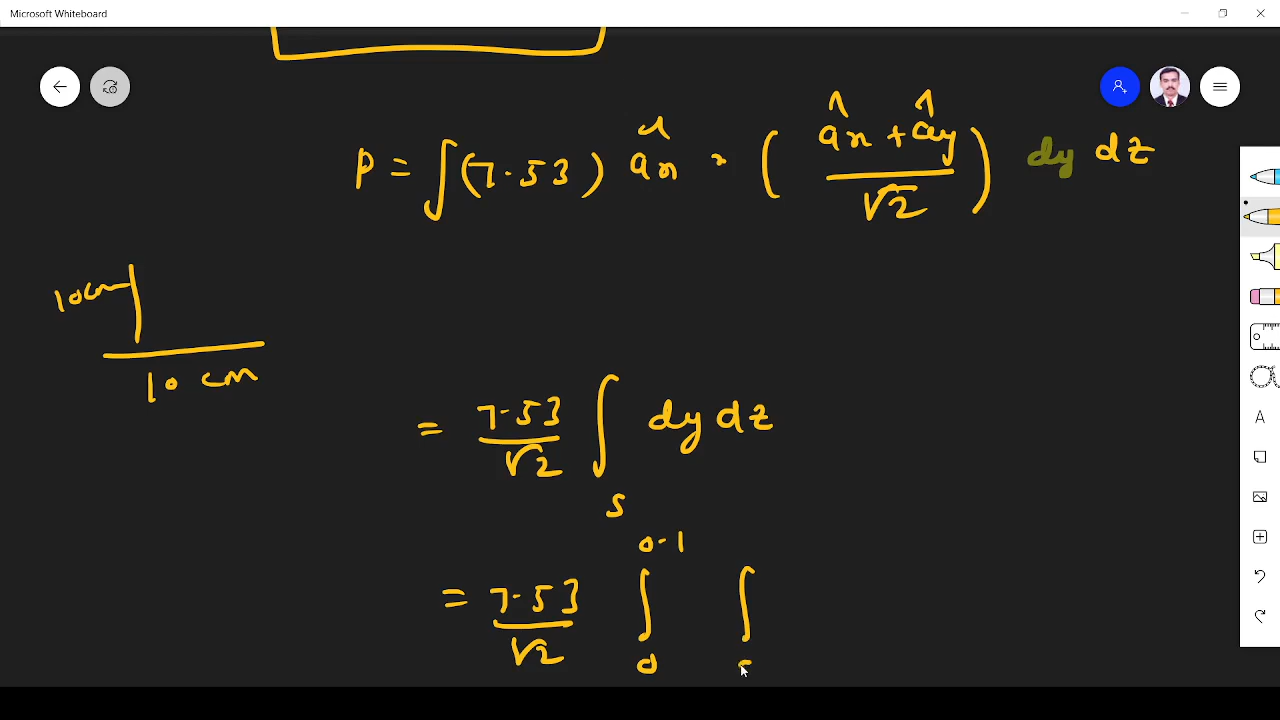 Microsoft Whiteboard
P = ∫ (7.53) âx · ( (âx + ây) / √2 ) dy dz
10cm
10 cm
= 7.53/√2 ∫s dy dz
= 7.53/√2 ∫₀^0.1 ∫₀
A